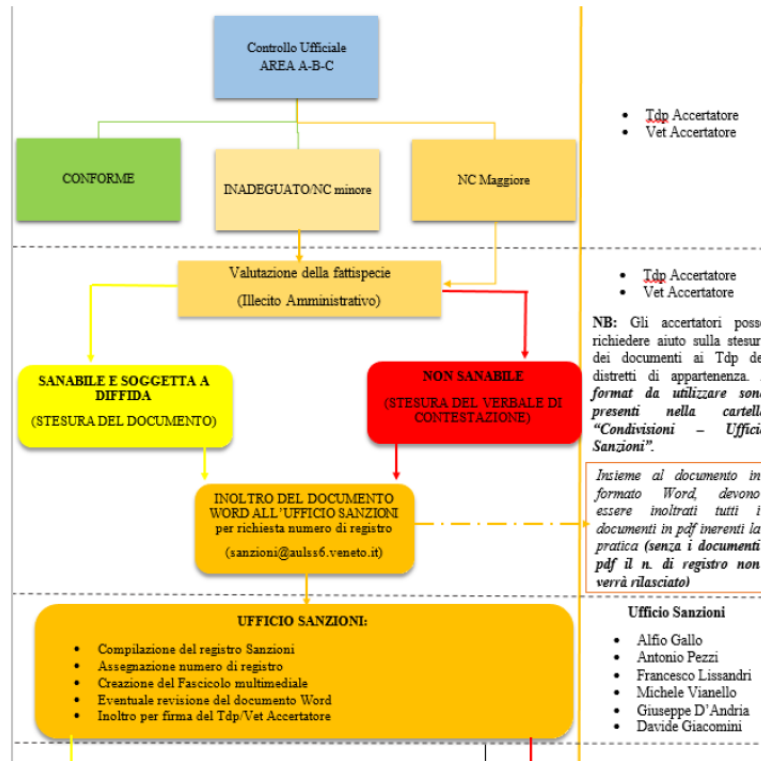 Controllo Ufficiale
AREA A-B-C
CONFORME
INADEGUATO/NC minore
NC Maggiore
Tdp Accertatore
Vet Accertatore
Valutazione della fattispecie
(Illecito Amministrativo)
Tdp Accertatore
Vet Accertatore
NB: Gli accertatori
richiedere aiuto sulla
dei documenti ai Tdp
distretti di appartenenza.
format da utilizzare
presenti nella
"Condivisioni –
Sanzioni".
SANABILE E SOGGETTA A
DIFFIDA
(STESURA DEL DOCUMENTO)
NON SANABILE
(STESURA DEL VERBALE DI
CONTESTAZIONE)
INOLTRO DEL DOCUMENTO
WORD ALL'UFFICIO SANZIONI
per richiesta numero di registro
(sanzioni@aulss6.veneto.it)
Insieme al documento in
formato Word, devono
essere inoltrati tutti i
documenti in pdf inerenti la
pratica (senza i documenti
pdf il n. di registro non
verrà rilasciato)
UFFICIO SANZIONI:
Compilazione del registro Sanzioni
Assegnazione numero di registro
Creazione del Fascicolo multimediale
Eventuale revisione del documento Word
Inoltro per firma del Tdp/Vet Accertatore
Ufficio Sanzioni
Alfio Gallo
Antonio Pezzi
Francesco Lissandri
Michele Vianello
Giuseppe D'Andria
Davide Giacomini